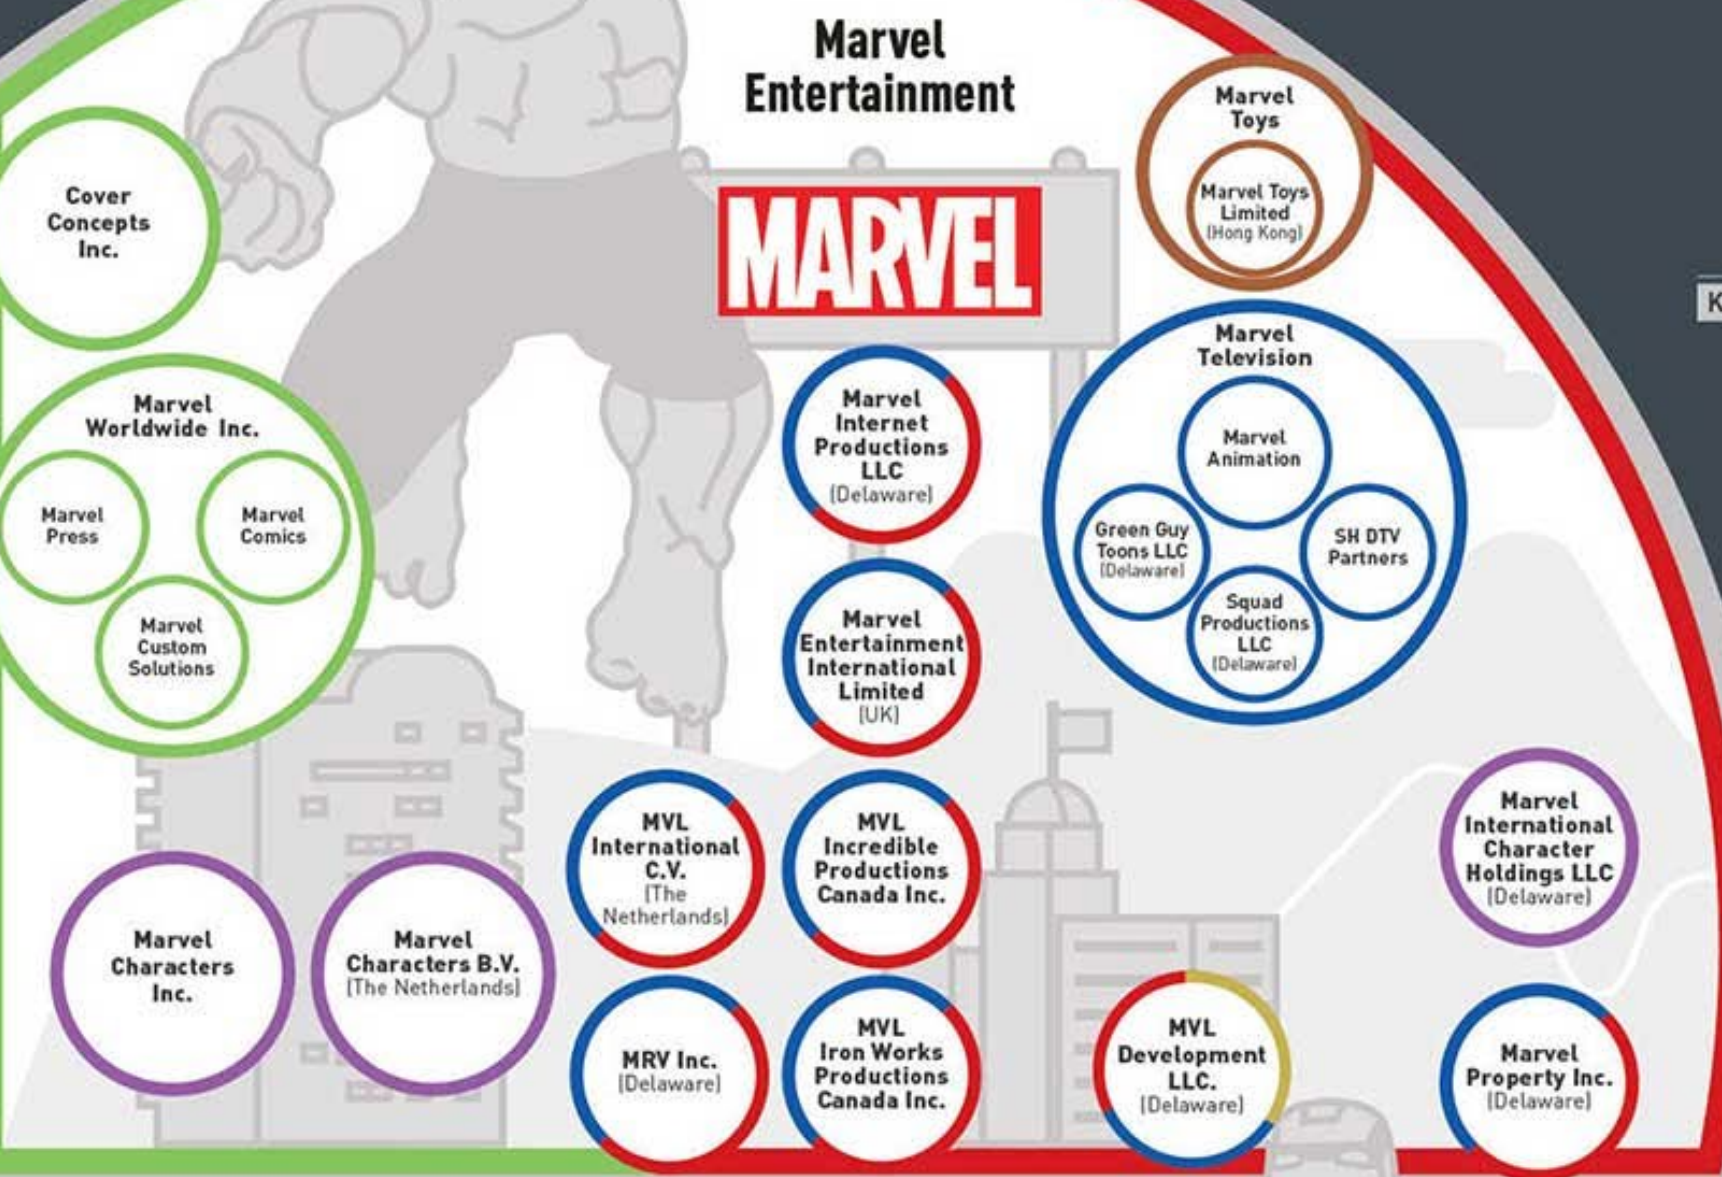 Marvel
Entertainment
MARVEL
Cover
Concepts
Inc.
Marvel
Worldwide Inc.
Marvel
Press
Marvel
Comics
Marvel
Custom
Solutions
Marvel
Characters
Inc.
Marvel
Characters B.V.
(The Netherlands)
Marvel
Internet
Productions
LLC
(Delaware)
Marvel
Entertainment
International
Limited
(UK)
MVL
International
C.V.
(The
Netherlands)
MVL
Incredible
Productions
Canada Inc.
MRV Inc.
(Delaware)
MVL
Iron Works
Productions
Canada Inc.
Marvel
Toys
Marvel Toys
Limited
(Hong Kong)
Marvel
Television
Marvel
Animation
Green Guy
Toons LLC
(Delaware)
SH DTV
Partners
Squad
Productions
LLC
(Delaware)
MVL
Development
LLC.
(Delaware)
Marvel
International
Character
Holdings LLC
(Delaware)
Marvel
Property Inc.
(Delaware)
K